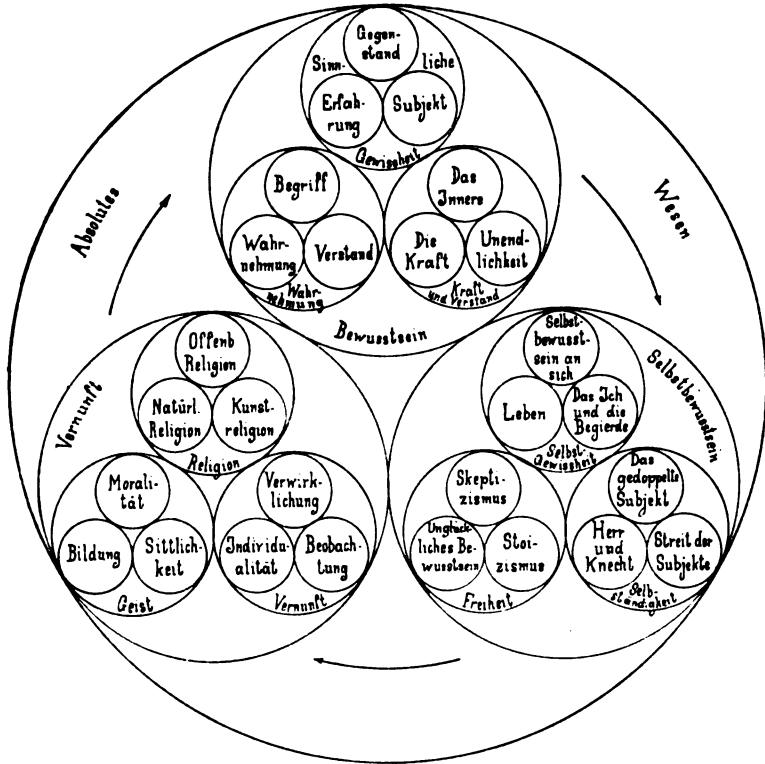 Absolutes
Wesen
Gegen-
stand
Sinn-
liche
Erfah-
rung
Subjekt
Gewissheit
Begriff
Wahr-
nehmung
Verstand
Wahr-
nehmung
Das
Innere
Die
Kraft
Unend-
lichkeit
Kraft
und Verstand
Bewusstsein
Selbst-
bewusst-
sein an
sich
Leben
Das Ich
und die
Begierde
Selbst-
Gewissheit
Selbstbewusstsein
Das
gedoppelte
Subjekt
Herr
und
Knecht
Streit der
Subjekte
Selb-
ständigkeit
Skepti-
zismus
Unglück-
liches Be-
wusstsein
Stoi-
zismus
Freiheit
Vernunft
Offenb
Religion
Natürl.
Religion
Kunst-
religion
Religion
Verwirk-
lichung
Individu-
alität
Beobach-
tung
Vernunft
Morali-
tät
Bildung
Sittlich-
keit
Geist